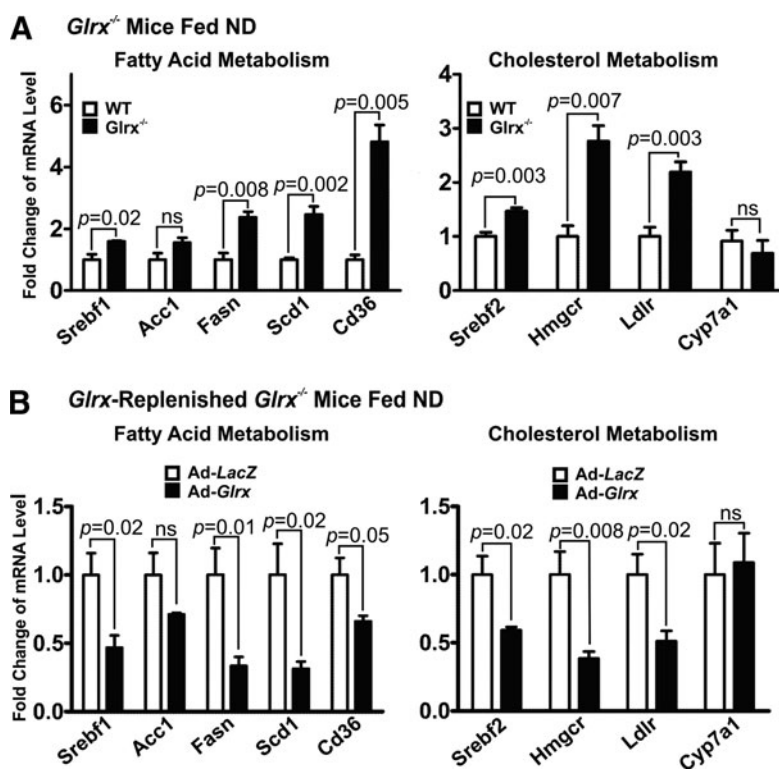 A Glrx-/- Mice Fed ND
Fatty Acid Metabolism
Fold Change of mRNA Level
6
4
2
0
WT
Glrx-/-
p=0.02
ns
p=0.008
p=0.002
p=0.005
Srebf1
Acc1
Fasn
Scd1
Cd36
Cholesterol Metabolism
4
3
2
1
0
WT
Glrx-/-
p=0.003
p=0.007
p=0.003
ns
Srebf2
Hmgcr
Ldlr
Cyp7a1
B Glrx-Replenished Glrx-/- Mice Fed ND
Fatty Acid Metabolism
Fold Change of mRNA Level
1.5
1.0
0.5
0.0
Ad-LacZ
Ad-Glrx
p=0.02
ns
p=0.01
p=0.02
p=0.05
Srebf1
Acc1
Fasn
Scd1
Cd36
Cholesterol Metabolism
1.5
1.0
0.5
0.0
Ad-LacZ
Ad-Glrx
p=0.02
p=0.008
p=0.02
ns
Srebf2
Hmgcr
Ldlr
Cyp7a1